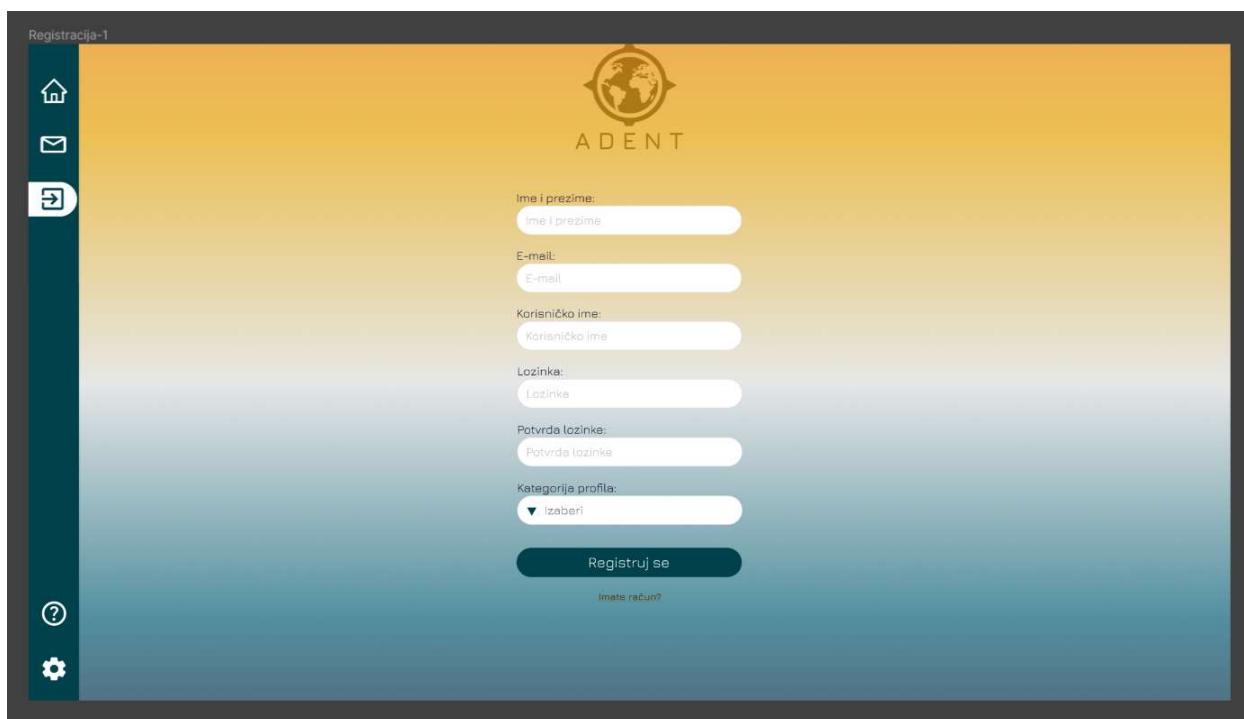 Registracija-1
ADENT
Ime i prezime:
Ime i prezime
E-mail:
E-mail
Korisničko ime:
Korisničko ime
Lozinka:
Lozinka
Potvrda lozinke:
Potvrda lozinke
Kategorija profila:
Izaberi
Registruj se
Imate račun?